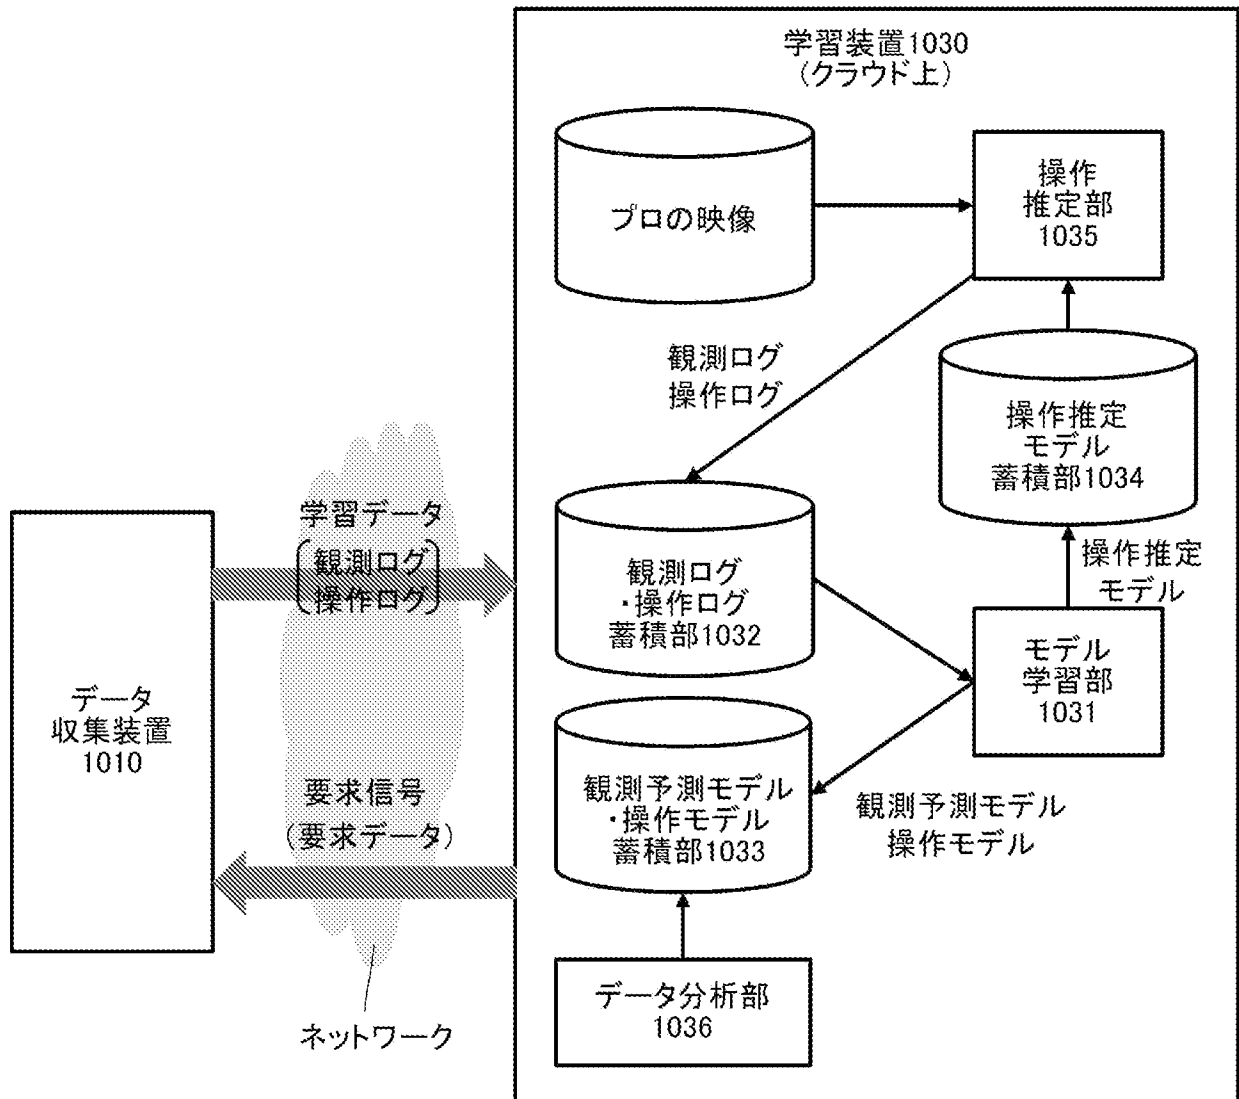 学習装置1030
(クラウド上)
プロの映像
操作
推定部
1035
観測ログ
操作ログ
操作推定
モデル
蓄積部1034
学習データ
観測ログ
操作ログ
観測ログ
・操作ログ
蓄積部1032
操作推定
モデル
モデル
学習部
1031
データ
収集装置
1010
要求信号
(要求データ)
観測予測モデル
・操作モデル
蓄積部1033
観測予測モデル
操作モデル
データ分析部
1036
ネットワーク